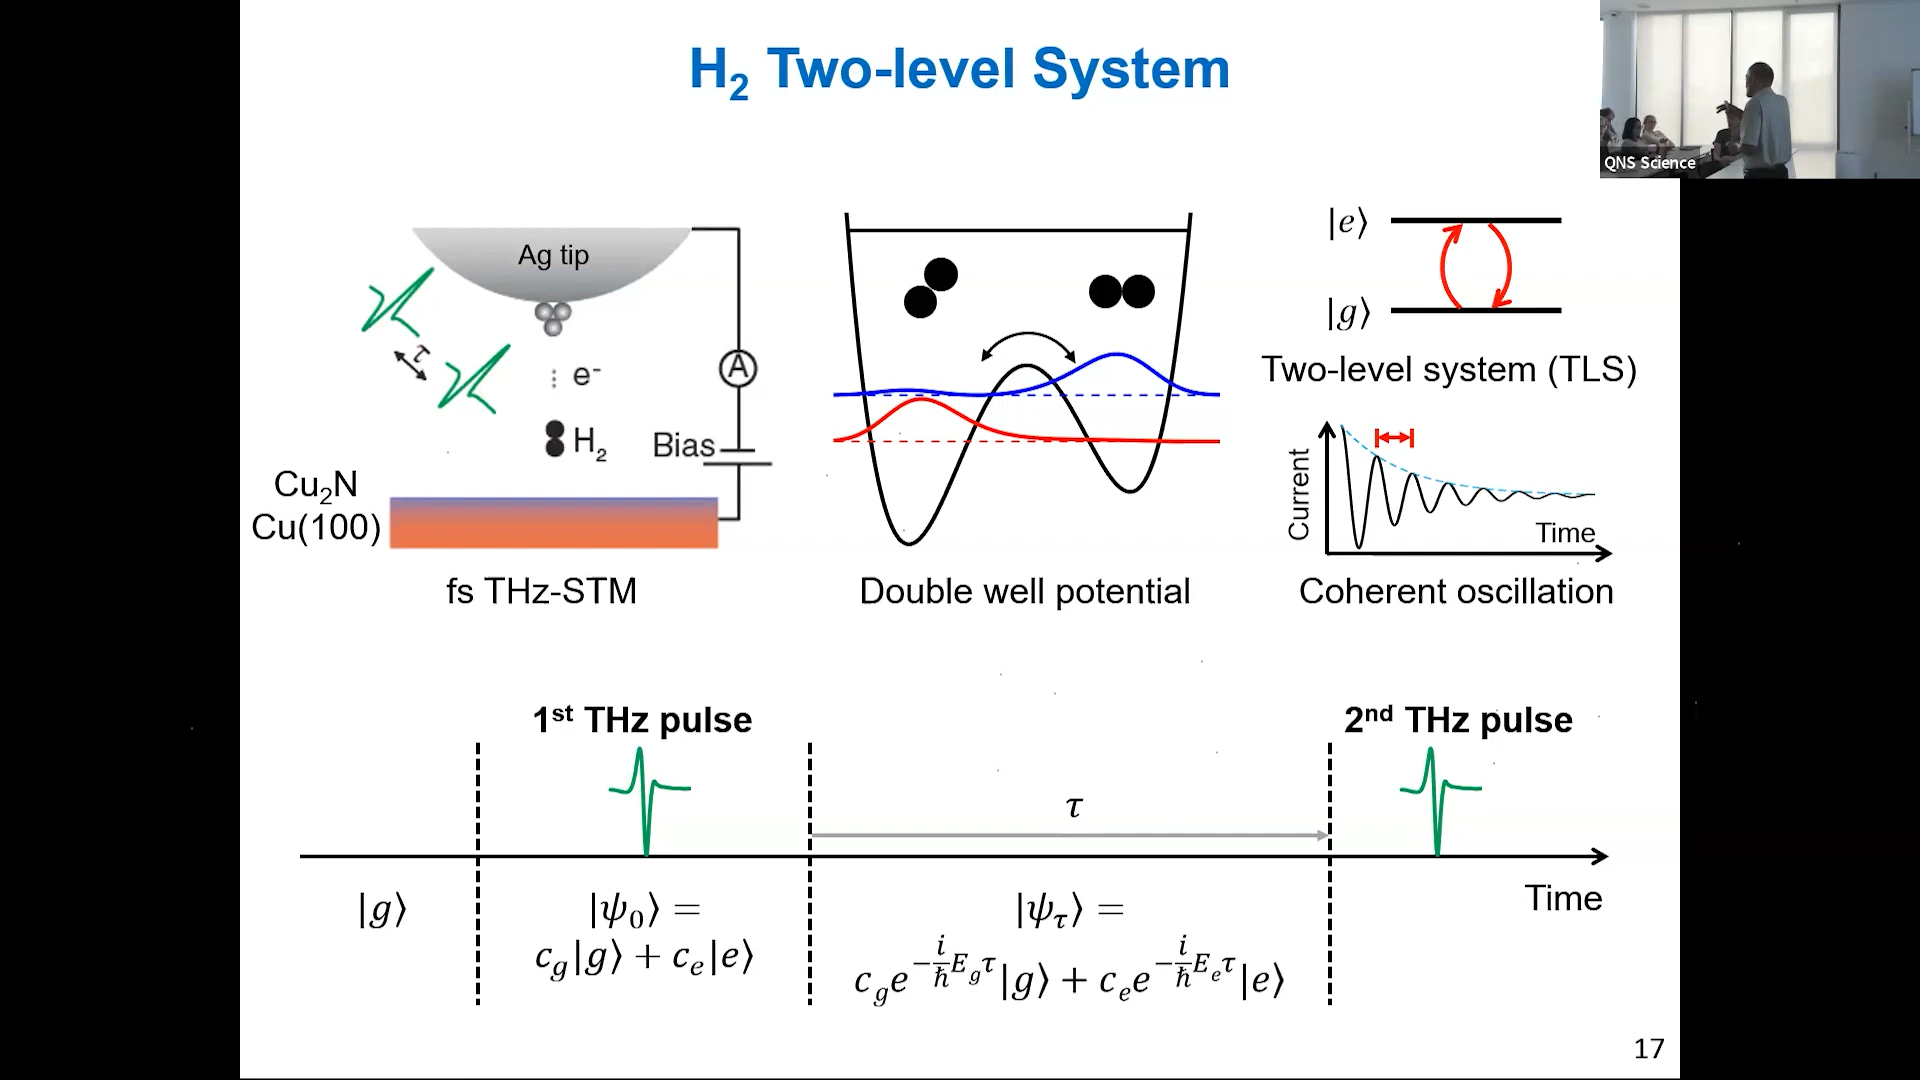 H₂ Two-level System
QNS Science
Ag tip
τ
e⁻
H₂
A
Bias
Cu₂N
Cu(100)
fs THz-STM
Double well potential
|e⟩
|g⟩
Two-level system (TLS)
Current
Time
Coherent oscillation
1ˢᵗ THz pulse
2ⁿᵈ THz pulse
τ
Time
|g⟩
|ψ₀⟩ =
c_g|g⟩ + c_e|e⟩
|ψ_τ⟩ =
c_g e^{-\frac{i}{ħ}E_g τ}|g⟩ + c_e e^{-\frac{i}{ħ}E_e τ}|e⟩
17